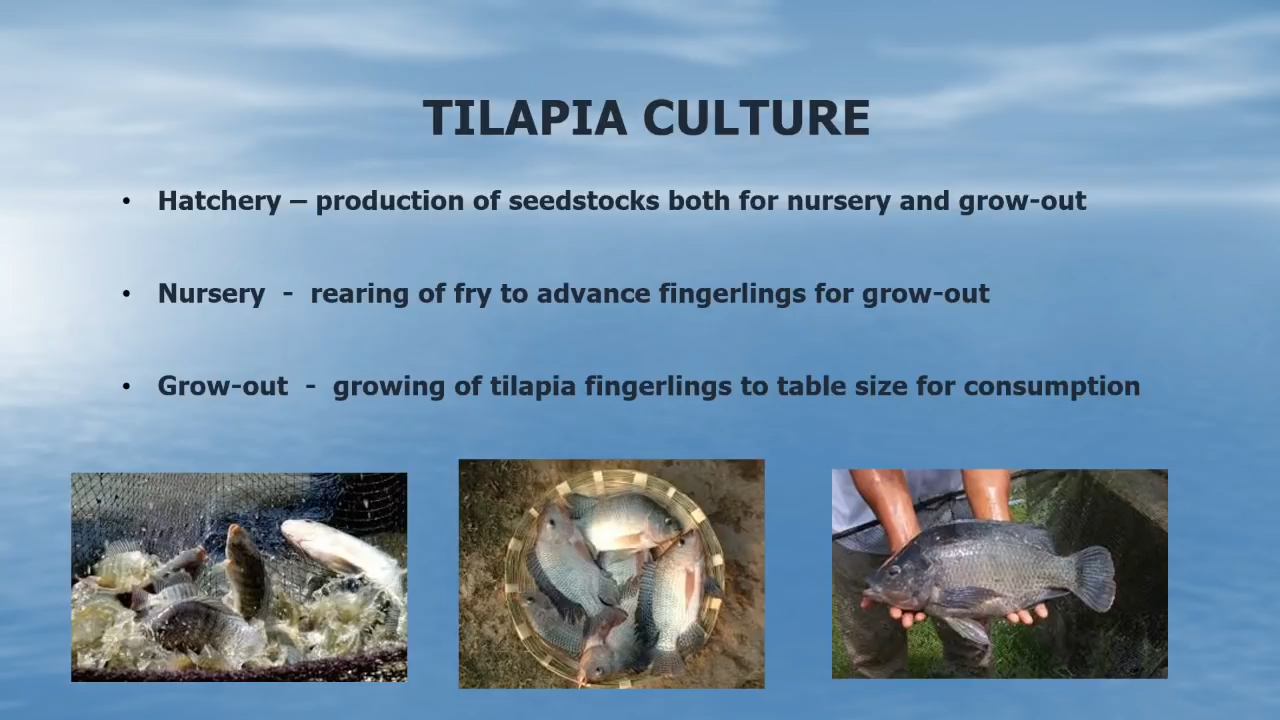 TILAPIA CULTURE
• Hatchery – production of seedstocks both for nursery and grow-out
• Nursery - rearing of fry to advance fingerlings for grow-out
• Grow-out - growing of tilapia fingerlings to table size for consumption